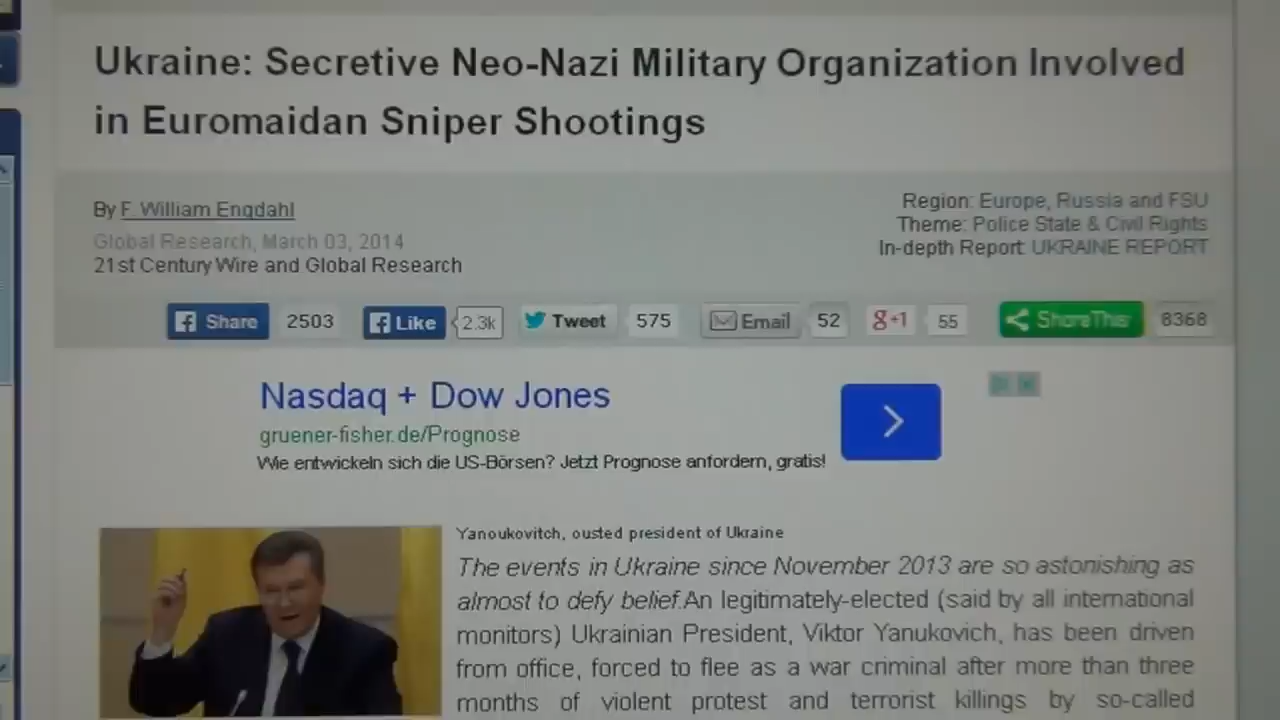 Ukraine: Secretive Neo-Nazi Military Organization Involved
in Euromaidan Sniper Shootings
By F. William Engdahl
Global Research, March 03, 2014
21st Century Wire and Global Research
Region: Europe, Russia and FSU
Theme: Police State & Civil Rights
In-depth Report: UKRAINE REPORT
Share 2503 Like 2.3k Tweet 575 Email 52 g+1 55 ShareThis 8368
Nasdaq + Dow Jones
gruener-fisher.de/Prognose
Wie entwickeln sich die US-Börsen? Jetzt Prognose anfordern, gratis!
Yanoukovitch, ousted president of Ukraine
The events in Ukraine since November 2013 are so astonishing as
almost to defy belief.An legitimately-elected (said by all international
monitors) Ukrainian President, Viktor Yanukovich, has been driven
from office, forced to flee as a war criminal after more than three
months of violent protest and terrorist killings by so-called